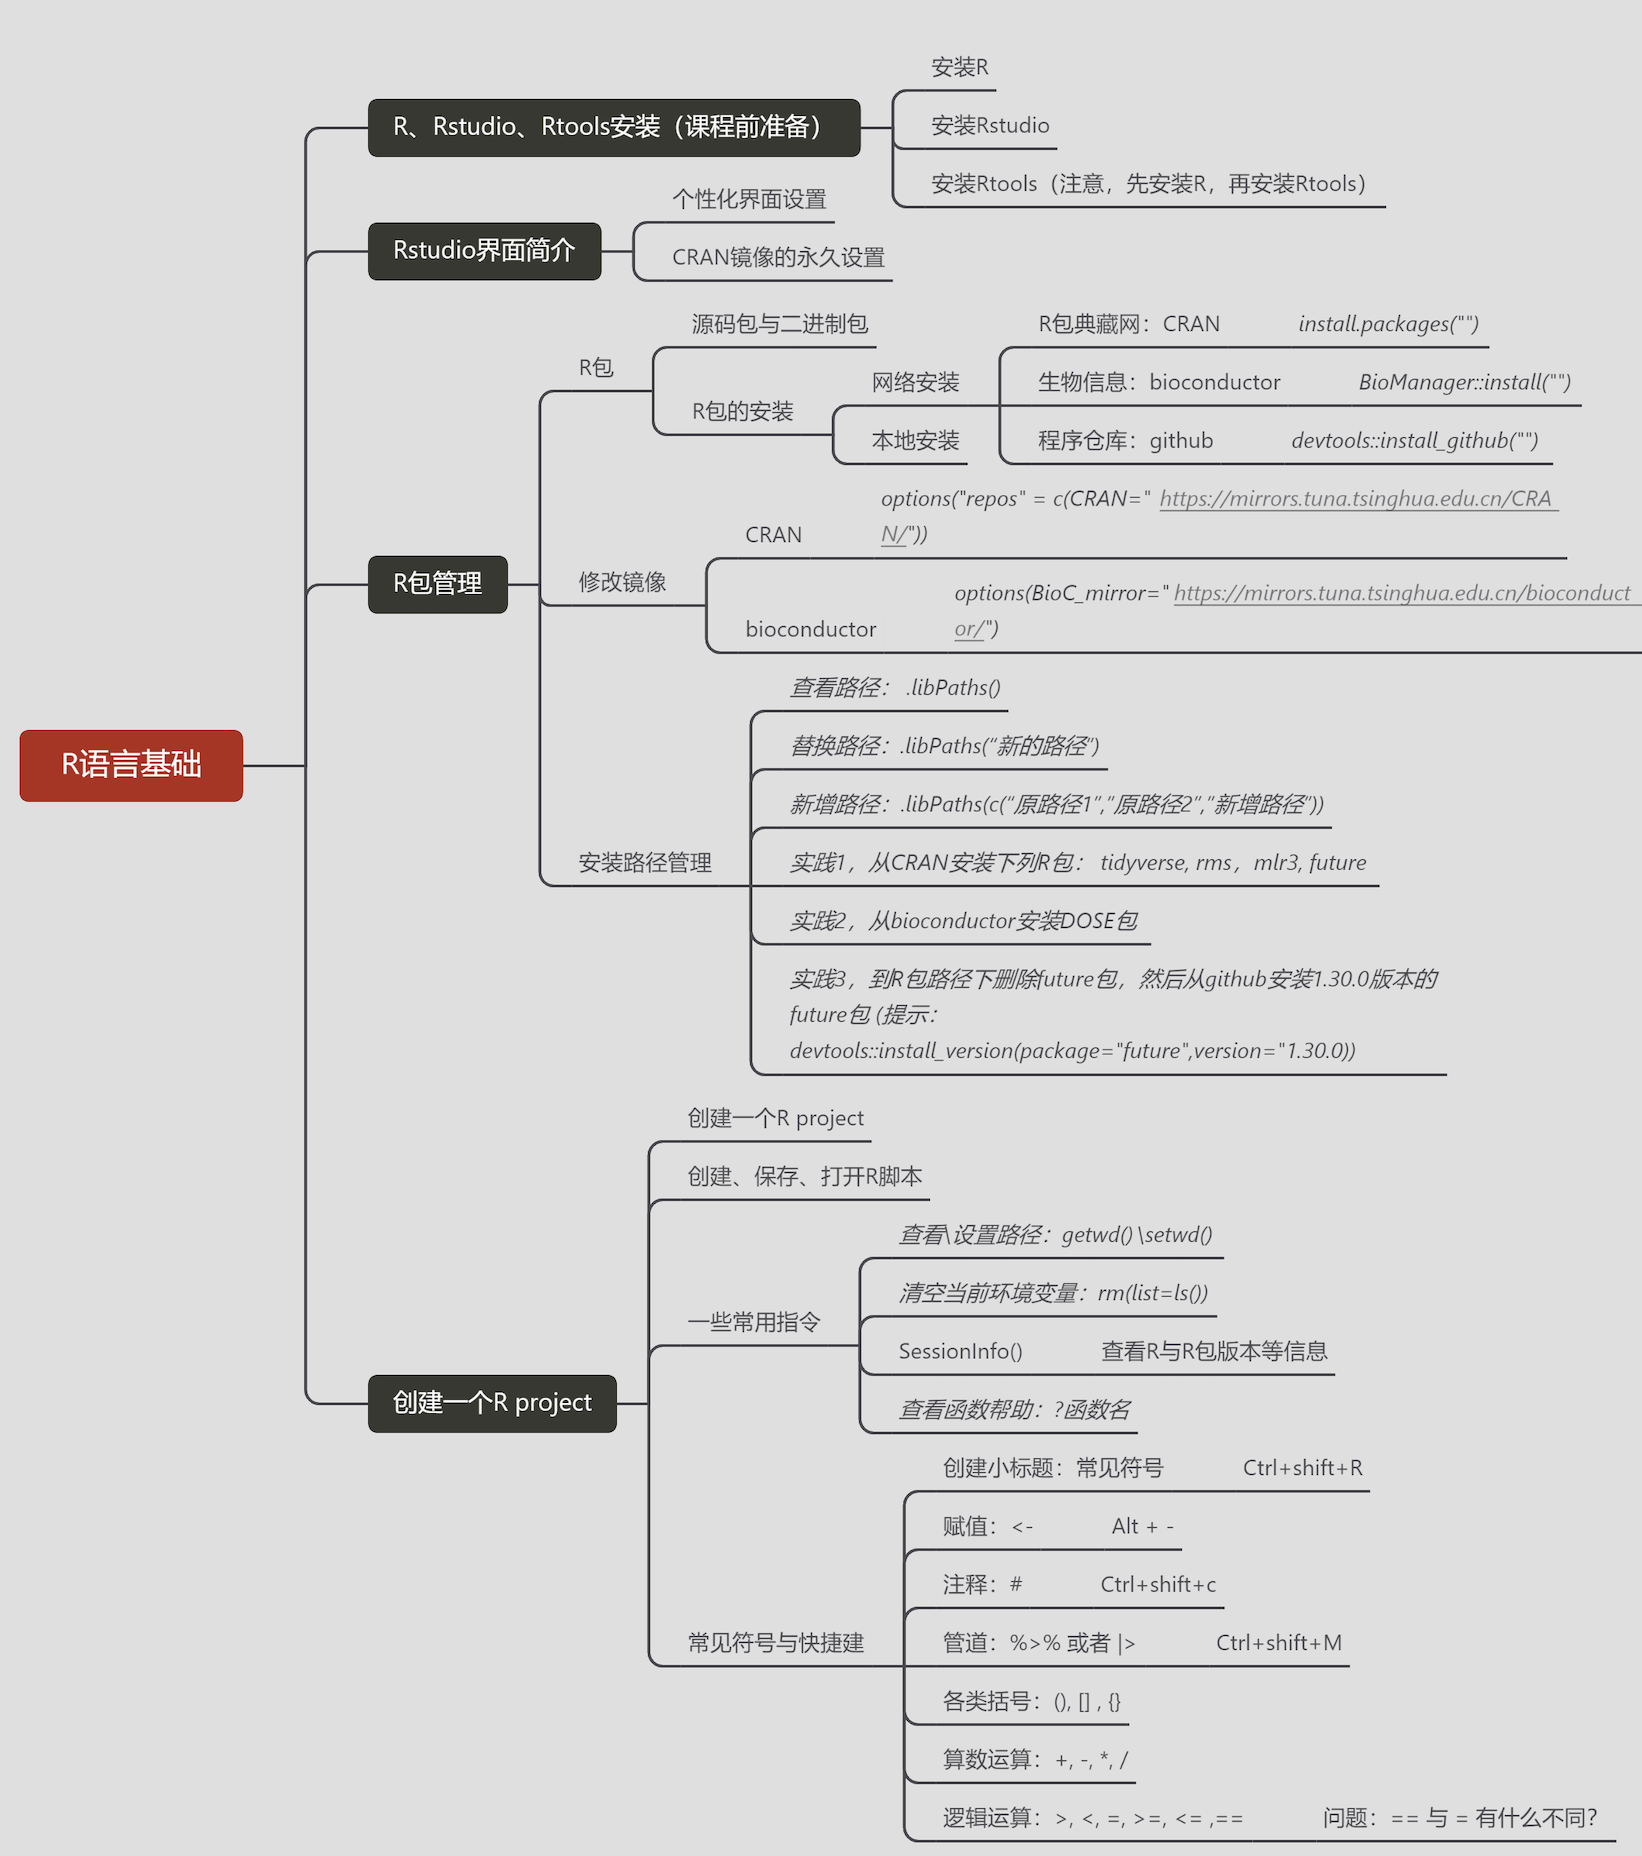 安装R
R、Rstudio、Rtools安装（课程前准备）
安装Rstudio
安装Rtools（注意，先安装R，再安装Rtools）
个性化界面设置
Rstudio界面简介
CRAN镜像的永久设置
源码包与二进制包
R包典藏网：CRAN install.packages("")
R包
网络安装
生物信息：bioconductor BioManager::install("")
R包的安装
本地安装
程序仓库：github devtools::install_github("")
options("repos" = c(CRAN=" https://mirrors.tuna.tsinghua.edu.cn/CRA
CRAN
N/"))
R包管理
修改镜像
options(BioC_mirror=" https://mirrors.tuna.tsinghua.edu.cn/bioconduct
bioconductor
or/")
查看路径： .libPaths()
替换路径：.libPaths(“新的路径”)
R语言基础
新增路径：.libPaths(c(“原路径1”,”原路径2”,”新增路径”))
安装路径管理
实践1，从CRAN安装下列R包： tidyverse, rms，mlr3, future
实践2，从bioconductor安装DOSE包
实践3，到R包路径下删除future包，然后从github安装1.30.0版本的
future包 (提示：
devtools::install_version(package="future",version="1.30.0))
创建一个R project
创建、保存、打开R脚本
查看\设置路径：getwd() \setwd()
清空当前环境变量：rm(list=ls())
一些常用指令
SessionInfo() 查看R与R包版本等信息
创建一个R project
查看函数帮助：?函数名
创建小标题：常见符号 Ctrl+shift+R
赋值：<- Alt + -
注释：# Ctrl+shift+c
常见符号与快捷建
管道：%>% 或者 |> Ctrl+shift+M
各类括号：(), [] , {}
算数运算：+, -, *, /
逻辑运算：>, <, =, >=, <= ,== 问题：== 与 = 有什么不同？